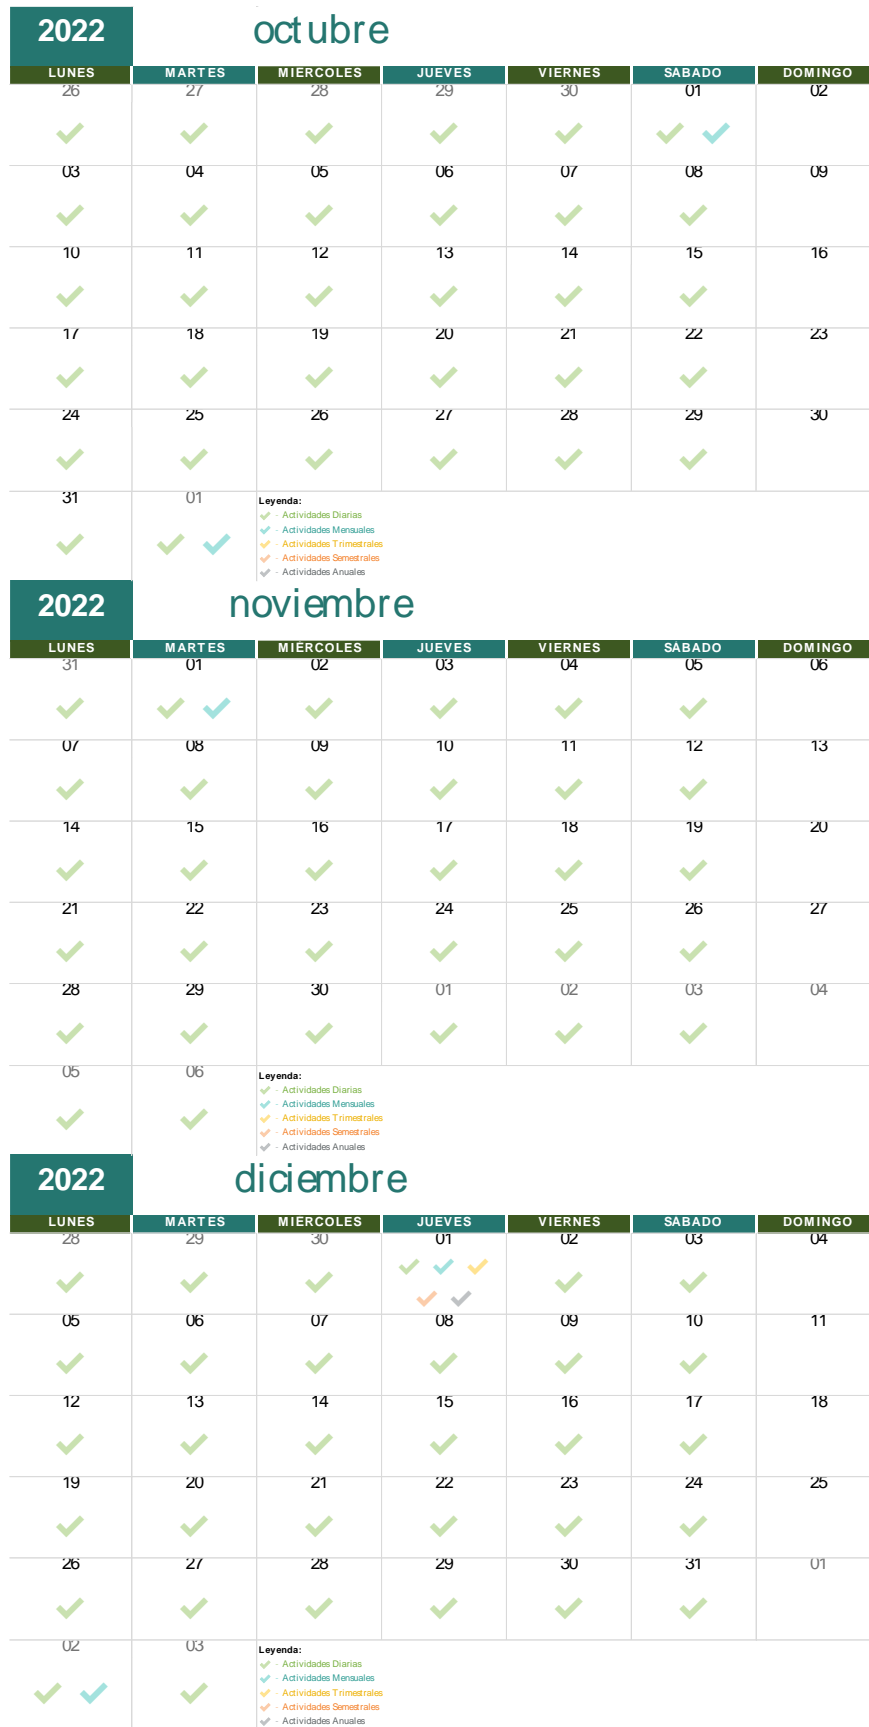 2022 octubre
LUNES MARTES MIÉRCOLES JUEVES VIERNES SÁBADO DOMINGO
26 27 28 29 30 01 02
03 04 05 06 07 08 09
10 11 12 13 14 15 16
17 18 19 20 21 22 23
24 25 26 27 28 29 30
31 01 Leyenda:
- Actividades Diarias
- Actividades Mensuales
- Actividades Trimestrales
- Actividades Semestrales
- Actividades Anuales
2022 noviembre
LUNES MARTES MIÉRCOLES JUEVES VIERNES SÁBADO DOMINGO
31 01 02 03 04 05 06
07 08 09 10 11 12 13
14 15 16 17 18 19 20
21 22 23 24 25 26 27
28 29 30 01 02 03 04
05 06 Leyenda:
- Actividades Diarias
- Actividades Mensuales
- Actividades Trimestrales
- Actividades Semestrales
- Actividades Anuales
2022 diciembre
LUNES MARTES MIÉRCOLES JUEVES VIERNES SÁBADO DOMINGO
28 29 30 01 02 03 04
05 06 07 08 09 10 11
12 13 14 15 16 17 18
19 20 21 22 23 24 25
26 27 28 29 30 31 01
02 03 Leyenda:
- Actividades Diarias
- Actividades Mensuales
- Actividades Trimestrales
- Actividades Semestrales
- Actividades Anuales